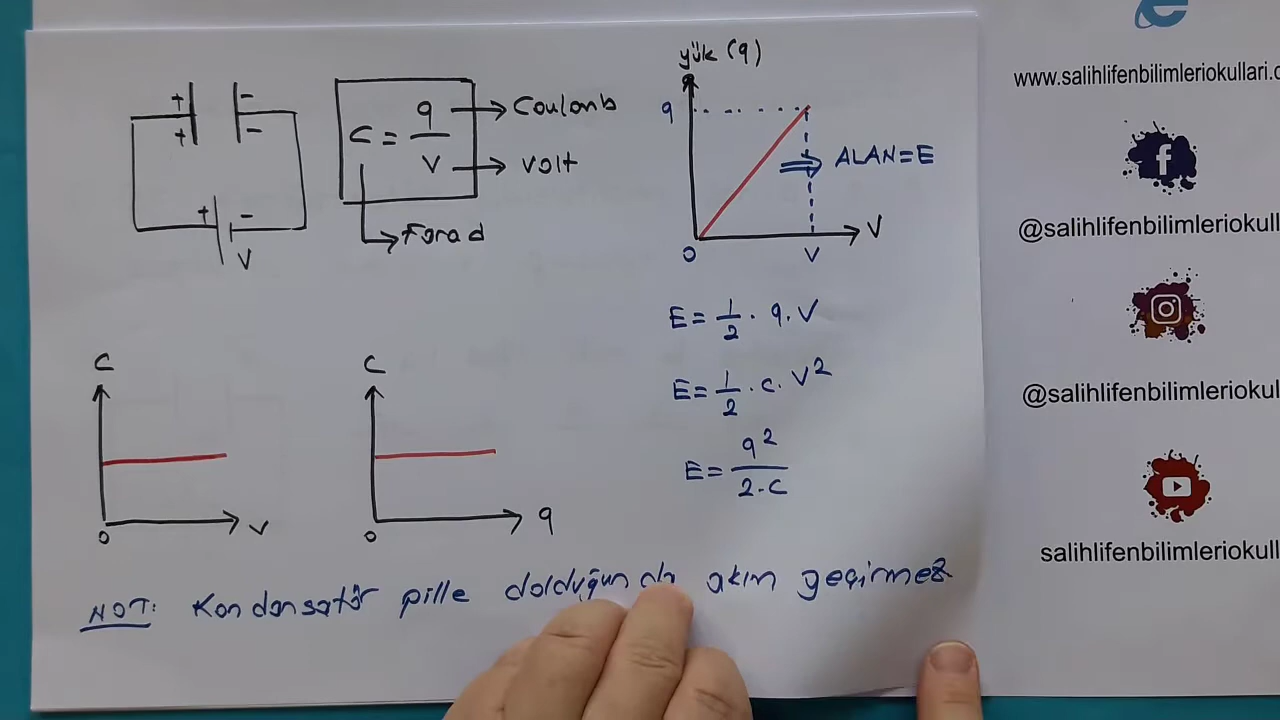 + -
+ -
+ -
V
C = q / V
Coulomb
Volt
Farad
yük (q)
q
ALAN=E
V
0
V
E = 1/2 . q. V
E = 1/2 . C. V²
E = q² / 2.C
C
0
V
C
0
q
NOT: Kondansatör pille dolduğunda akım geçirmez
www.salihlifenbilimleriokullari.c
@salihlifenbilimleriokull
@salihlifenbilimleriokul
salihlifenbilimleriokull